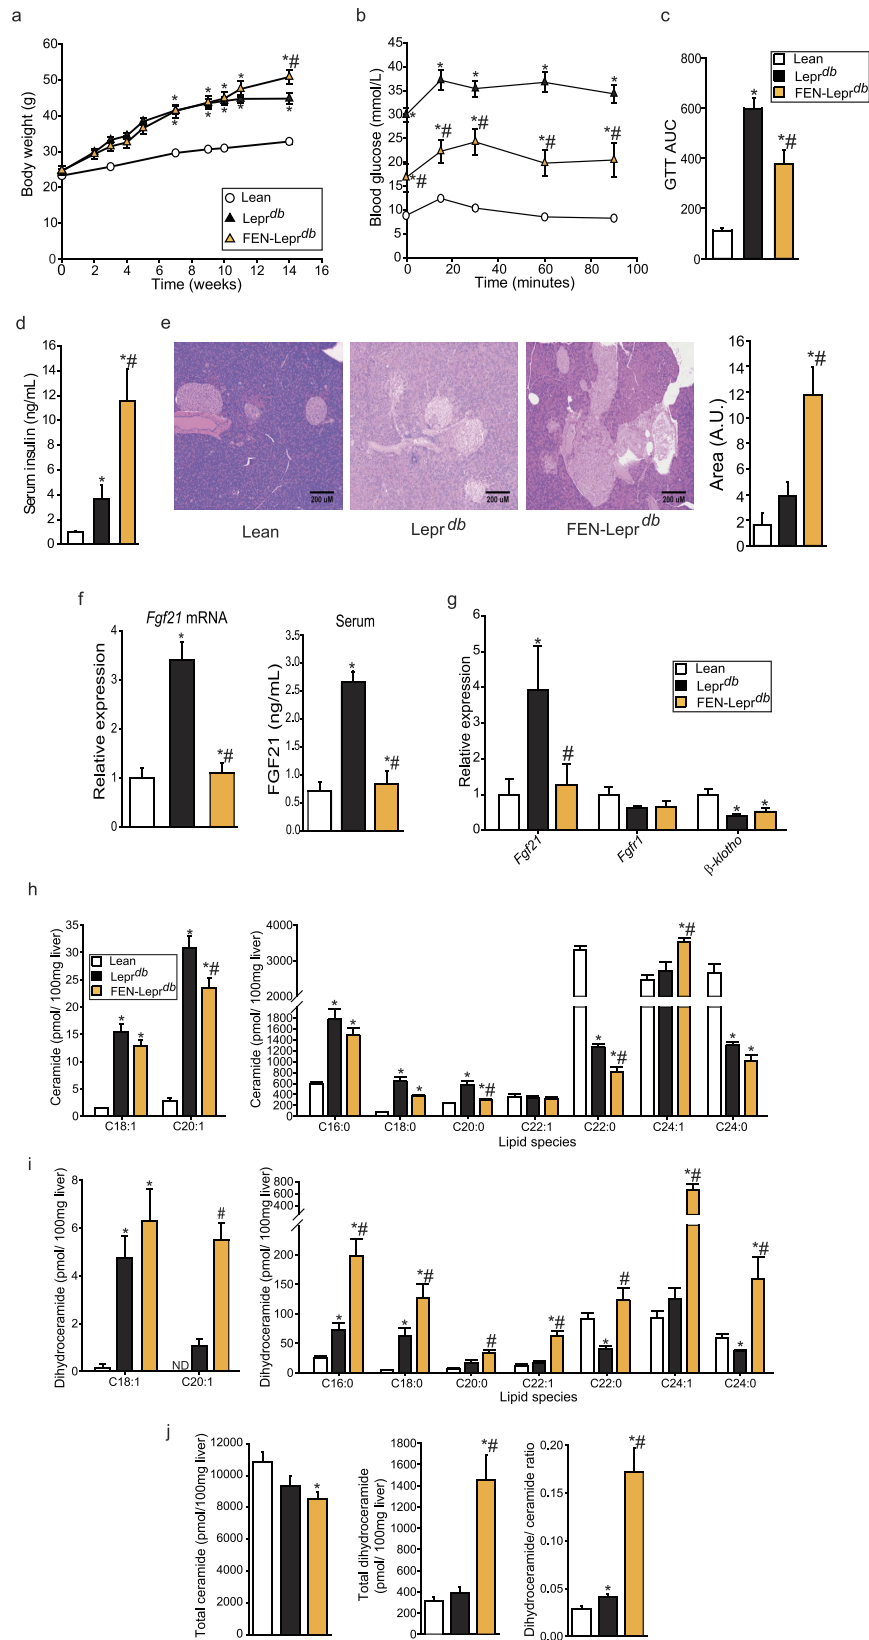 a
Body weight (g)
60
50
40
30
20
10
0
0 2 4 6 8 10 12 14 16
Time (weeks)
* * * * *#
* * * * *
Lean
Lepr db
FEN-Lepr db
b
Blood glucose (mmol/L)
45
40
35
30
25
20
15
10
5
0
0 20 40 60 80 100
Time (minutes)
* * * * *
*# *# *# *# *#
c
Lean
Lepr db
FEN-Lepr db
GTT AUC
800
600
400
200
0
* *#
d
Serum insulin (ng/mL)
16
14
12
10
8
6
4
2
0
* *#
e
200 uM
200 uM
200 uM
Lean
Lepr db
FEN-Lepr db
Area (A.U.)
16
14
12
10
8
6
4
2
0
*#
f
Fgf21 mRNA
Relative expression
4
3
2
1
0
* *#
Serum
FGF21 (ng/mL)
3.5
3.0
2.5
2.0
1.5
1.0
0.5
0.0
* *#
g
Relative expression
6
5
4
3
2
1
0
* #
* *
Fgf21 Fgfr1 β-klotho
Lean
Lepr db
FEN-Lepr db
h
Ceramide (pmol/ 100mg liver)
35
30
25
20
15
10
5
0
Lean
Lepr db
FEN-Lepr db
* * * *#
C18:1 C20:1
Ceramide (pmol/ 100mg liver)
4000
3000
2000
1800
1600
1400
1200
1000
800
600
400
200
0
* * * * * *# * *# *# * *
C16:0 C18:0 C20:0 C22:1 C22:0 C24:1 C24:0
Lipid species
i
Dihydroceramide (pmol/ 100mg liver)
8
6
4
2
0
* * ND #
C18:1 C20:1
Dihydroceramide (pmol/ 100mg liver)
800
600
400
200
150
100
50
0
* *# * *# # *# * # *# * *#
C16:0 C18:0 C20:0 C22:1 C22:0 C24:1 C24:0
Lipid species
j
Total ceramide (pmol/100mg liver)
12000
10000
8000
6000
4000
2000
0
*
Total dihydroceramide
(pmol/ 100mg liver)
1800
1600
1400
1200
1000
800
600
400
200
0
*#
Dihydroceramide/ ceramide ratio
0.20
0.15
0.10
0.05
0.00
* *#